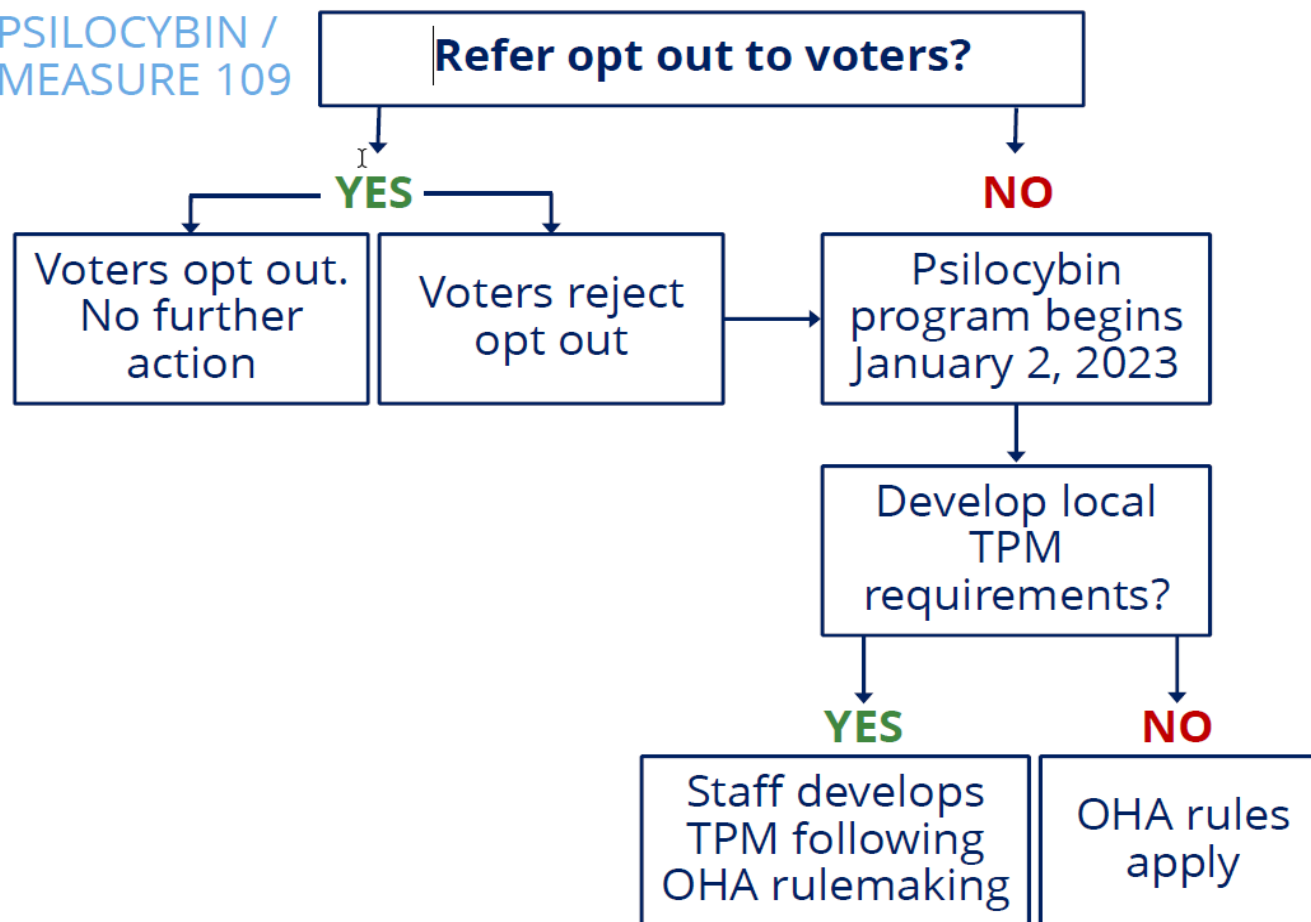 PSILOCYBIN /
MEASURE 109
Refer opt out to voters?
YES
NO
Voters opt out.
No further
action
Voters reject
opt out
Psilocybin
program begins
January 2, 2023
Develop local
TPM
requirements?
YES
NO
Staff develops
TPM following
OHA rulemaking
OHA rules
apply